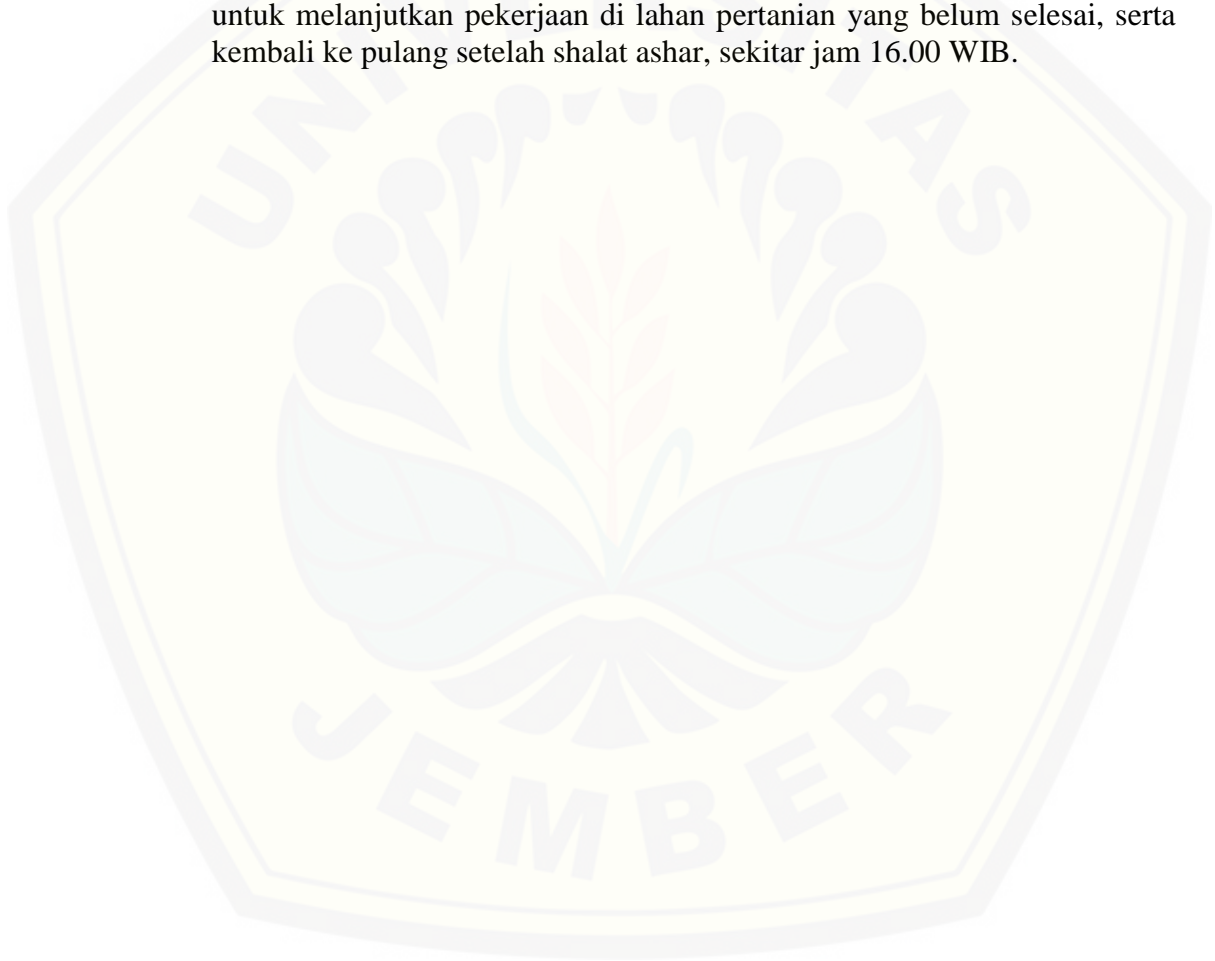 untuk melanjutkan pekerjaan di lahan pertanian yang belum selesai, serta
kembali ke pulang setelah shalat ashar, sekitar jam 16.00 WIB.
UNIVERSITAS
JEMBER